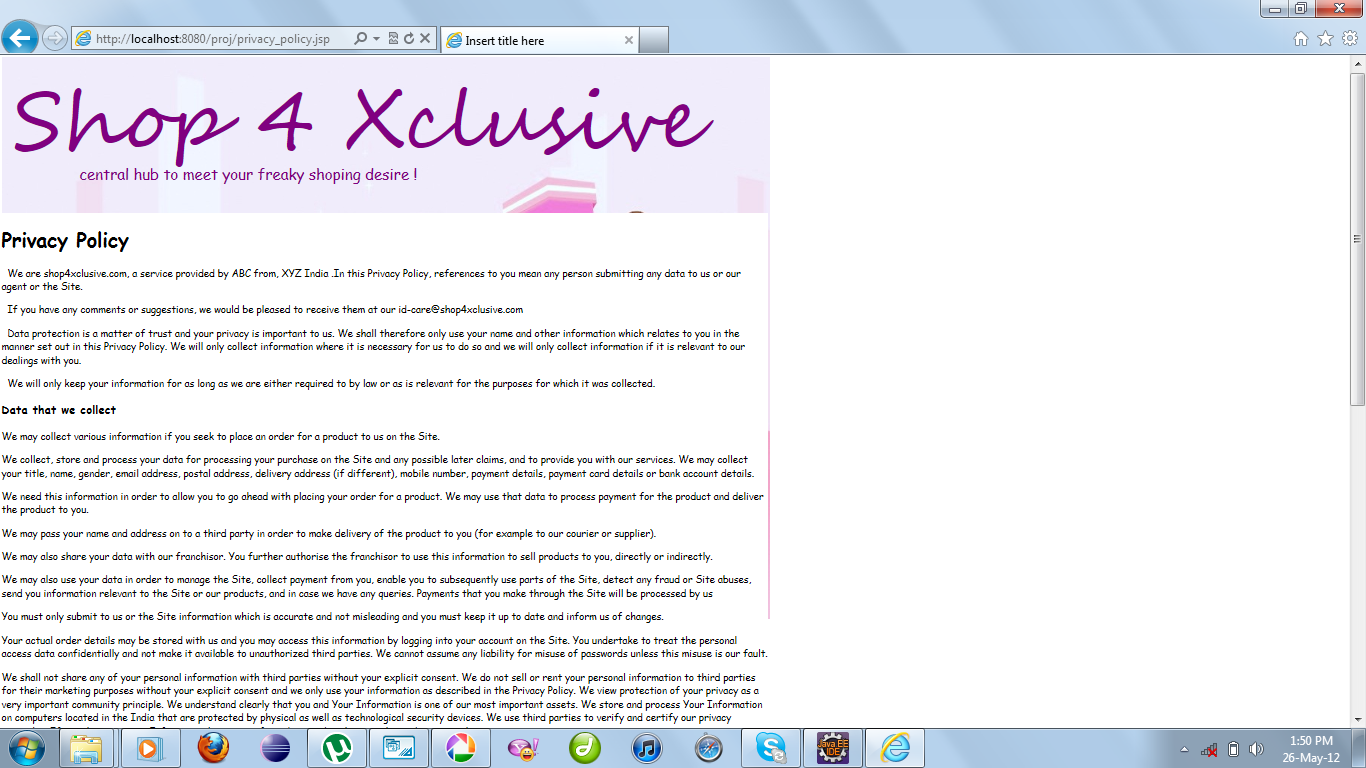 http://localhost:8080/proj/privacy_policy.jsp
Insert title here
Shop 4 Xclusive
central hub to meet your freaky shoping desire !
Privacy Policy
We are shop4xclusive.com, a service provided by ABC from, XYZ India .In this Privacy Policy, references to you mean any person submitting any data to us or our
agent or the Site.
If you have any comments or suggestions, we would be pleased to receive them at our id-care@shop4xclusive.com
Data protection is a matter of trust and your privacy is important to us. We shall therefore only use your name and other information which relates to you in the
manner set out in this Privacy Policy. We will only collect information where it is necessary for us to do so and we will only collect information if it is relevant to our
dealings with you.
We will only keep your information for as long as we are either required to by law or as is relevant for the purposes for which it was collected.
Data that we collect
We may collect various information if you seek to place an order for a product to us on the Site.
We collect, store and process your data for processing your purchase on the Site and any possible later claims, and to provide you with our services. We may collect
your title, name, gender, email address, postal address, delivery address (if different), mobile number, payment details, payment card details or bank account details.
We need this information in order to allow you to go ahead with placing your order for a product. We may use that data to process payment for the product and deliver
the product to you.
We may pass your name and address on to a third party in order to make delivery of the product to you (for example to our courier or supplier).
We may also share your data with our franchisor. You further authorise the franchisor to use this information to sell products to you, directly or indirectly.
We may also use your data in order to manage the Site, collect payment from you, enable you to subsequently use parts of the Site, detect any fraud or Site abuses,
send you information relevant to the Site or our products, and in case we have any queries. Payments that you make through the Site will be processed by us
You must only submit to us or the Site information which is accurate and not misleading and you must keep it up to date and inform us of changes.
Your actual order details may be stored with us and you may access this information by logging into your account on the Site. You undertake to treat the personal
access data confidentially and not make it available to unauthorized third parties. We cannot assume any liability for misuse of passwords unless this misuse is our fault.
We shall not share any of your personal information with third parties without your explicit consent. We do not sell or rent your personal information to third parties
for their marketing purposes without your explicit consent and we only use your information as described in the Privacy Policy. We view protection of your privacy as a
very important community principle. We understand clearly that you and Your Information is one of our most important assets. We store and process Your Information
on computers located in the India that are protected by physical as well as technological security devices. We use third parties to verify and certify our privacy
Java EE
IDE
1:50 PM
26-May-12